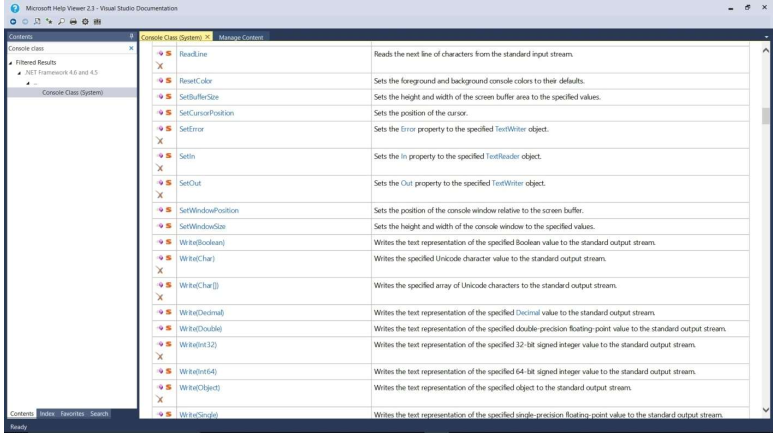 Microsoft Help Viewer 2.3 - Visual Studio Documentation
Contents
Console Class (System)
Manage Content
Console class
Filtered Results
.NET Framework 4.6 and 4.5
...
Console Class (System)
ReadLine Reads the next line of characters from the standard input stream.
ResetColor Sets the foreground and background console colors to their defaults.
SetBufferSize Sets the height and width of the screen buffer area to the specified values.
SetCursorPosition Sets the position of the cursor.
SetError Sets the Error property to the specified TextWriter object.
SetIn Sets the In property to the specified TextReader object.
SetOut Sets the Out property to the specified TextWriter object.
SetWindowPosition Sets the position of the console window relative to the screen buffer.
SetWindowSize Sets the height and width of the console window to the specified values.
Write(Boolean) Writes the text representation of the specified Boolean value to the standard output stream.
Write(Char) Writes the specified Unicode character value to the standard output stream.
Write(Char[]) Writes the specified array of Unicode characters to the standard output stream.
Write(Decimal) Writes the text representation of the specified Decimal value to the standard output stream.
Write(Double) Writes the text representation of the specified double-precision floating-point value to the standard output stream.
Write(Int32) Writes the text representation of the specified 32-bit signed integer value to the standard output stream.
Write(Int64) Writes the text representation of the specified 64-bit signed integer value to the standard output stream.
Write(Object) Writes the text representation of the specified object to the standard output stream.
Write(Single) Writes the text representation of the specified single-precision floating-point value to the standard output stream.
Contents Index Favorites Search
Ready